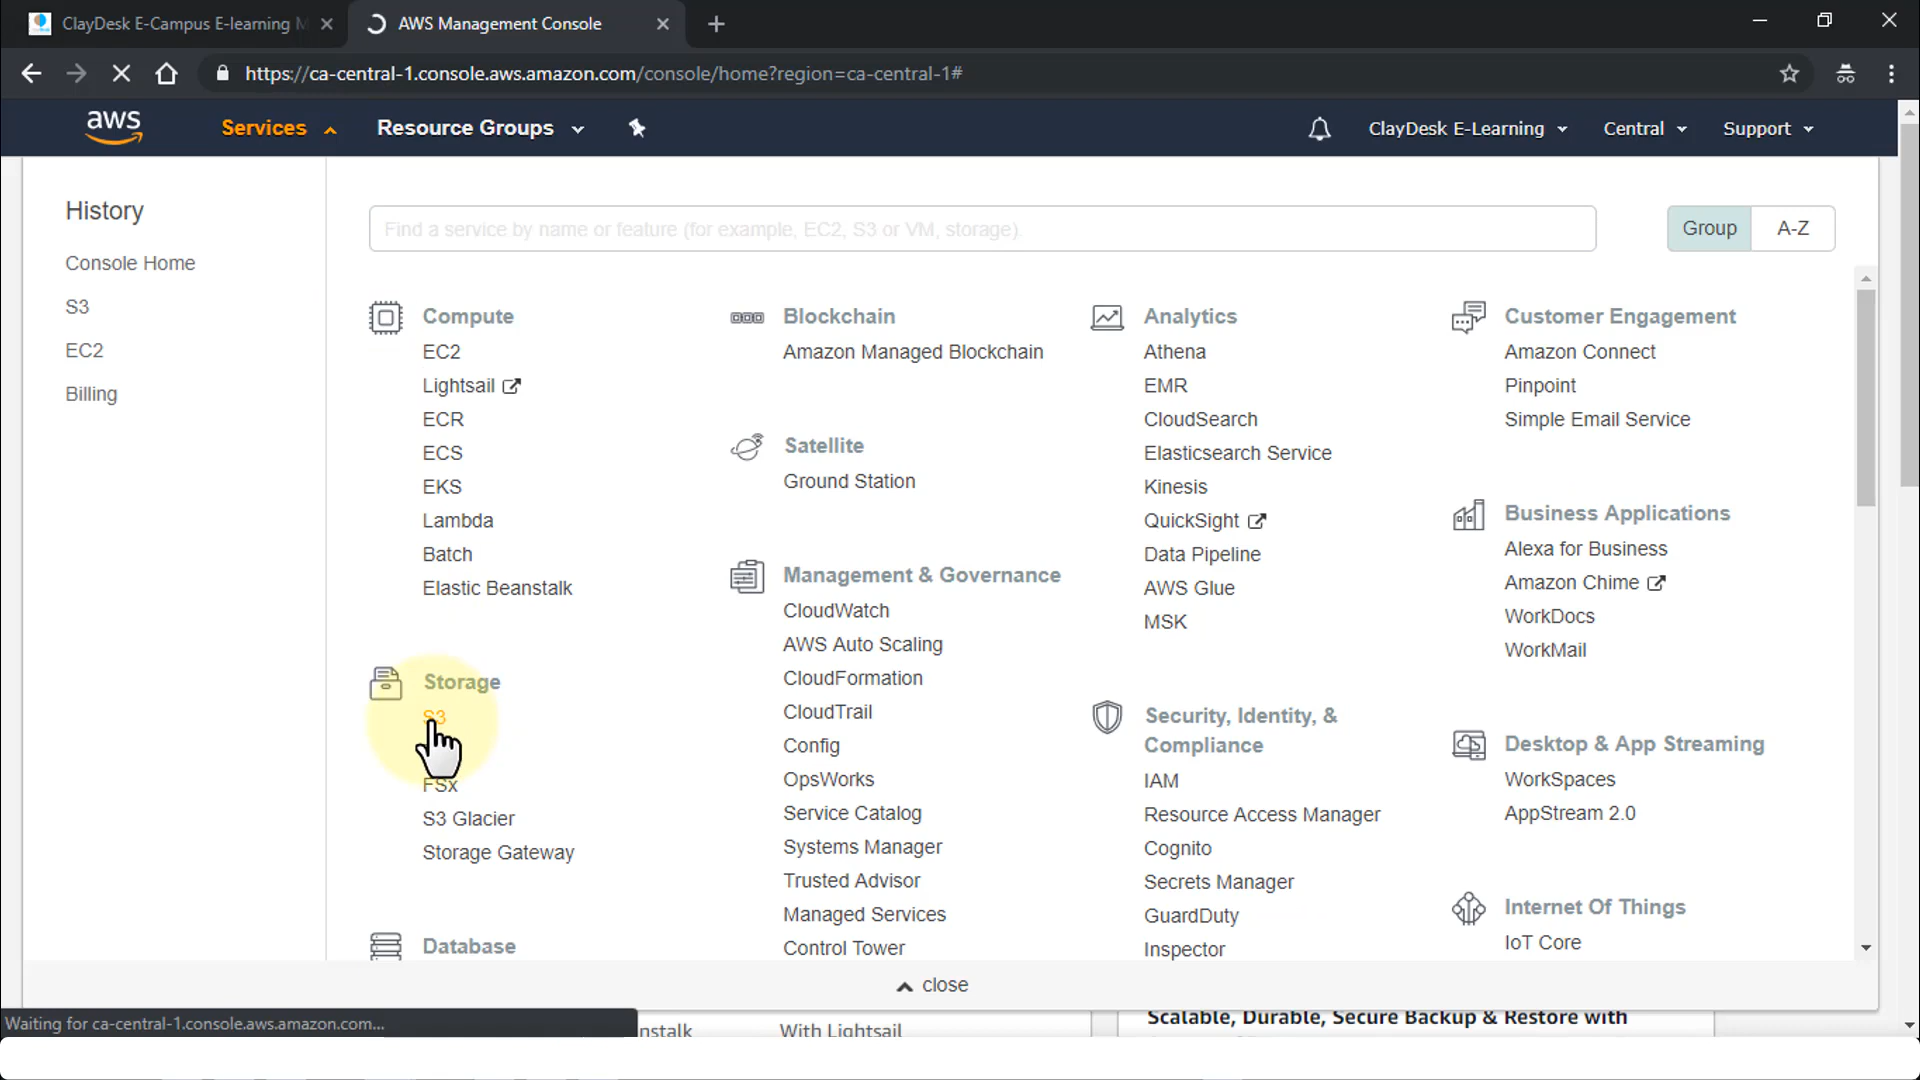 ClayDesk E-Campus E-learning M
AWS Management Console
https://ca-central-1.console.aws.amazon.com/console/home?region=ca-central-1#
aws
Services
Resource Groups
ClayDesk E-Learning
Central
Support
History
Console Home
S3
EC2
Billing
Find a service by name or feature (for example, EC2, S3 or VM, storage).
Group
A-Z
Compute
EC2
Lightsail
ECR
ECS
EKS
Lambda
Batch
Elastic Beanstalk
Storage
S3
FSx
S3 Glacier
Storage Gateway
Database
Blockchain
Amazon Managed Blockchain
Satellite
Ground Station
Management & Governance
CloudWatch
AWS Auto Scaling
CloudFormation
CloudTrail
Config
OpsWorks
Service Catalog
Systems Manager
Trusted Advisor
Managed Services
Control Tower
Analytics
Athena
EMR
CloudSearch
Elasticsearch Service
Kinesis
QuickSight
Data Pipeline
AWS Glue
MSK
Security, Identity, &
Compliance
IAM
Resource Access Manager
Cognito
Secrets Manager
GuardDuty
Inspector
Customer Engagement
Amazon Connect
Pinpoint
Simple Email Service
Business Applications
Alexa for Business
Amazon Chime
WorkDocs
WorkMail
Desktop & App Streaming
WorkSpaces
AppStream 2.0
Internet Of Things
IoT Core
close
Waiting for ca-central-1.console.aws.amazon.com...
nstalk
With Lightsail
Scalable, Durable, Secure Backup & Restore with